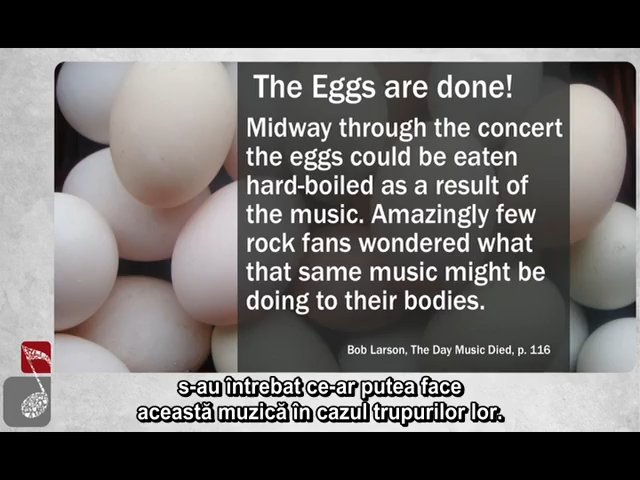 The Eggs are done!
Midway through the concert
the eggs could be eaten
hard-boiled as a result of
the music. Amazingly few
rock fans wondered what
that same music might be
doing to their bodies.
Bob Larson, The Day Music Died, p. 116
s-au întrebat ce-ar putea face
această muzică în cazul trupurilor lor.